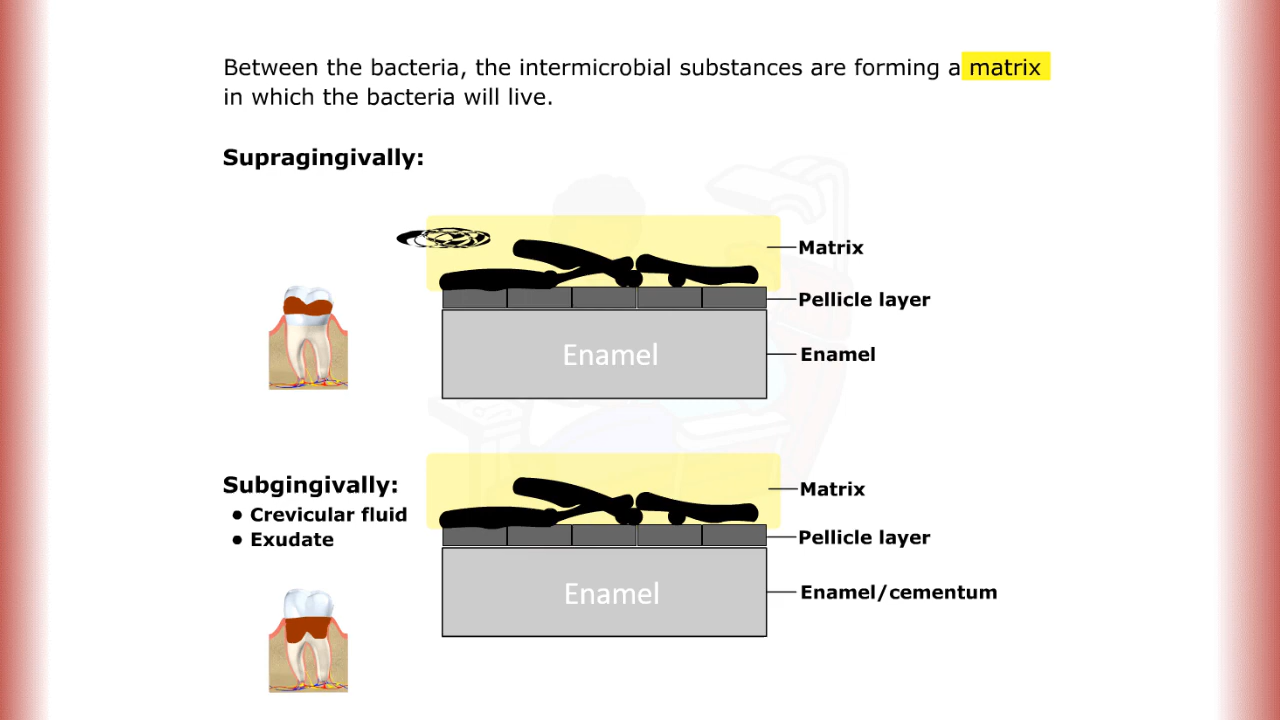 Between the bacteria, the intermicrobial substances are forming a matrix
in which the bacteria will live.
Supragingivally:
Matrix
Pellicle layer
Enamel
Enamel
Subgingivally:
• Crevicular fluid
• Exudate
Matrix
Pellicle layer
Enamel
Enamel/cementum